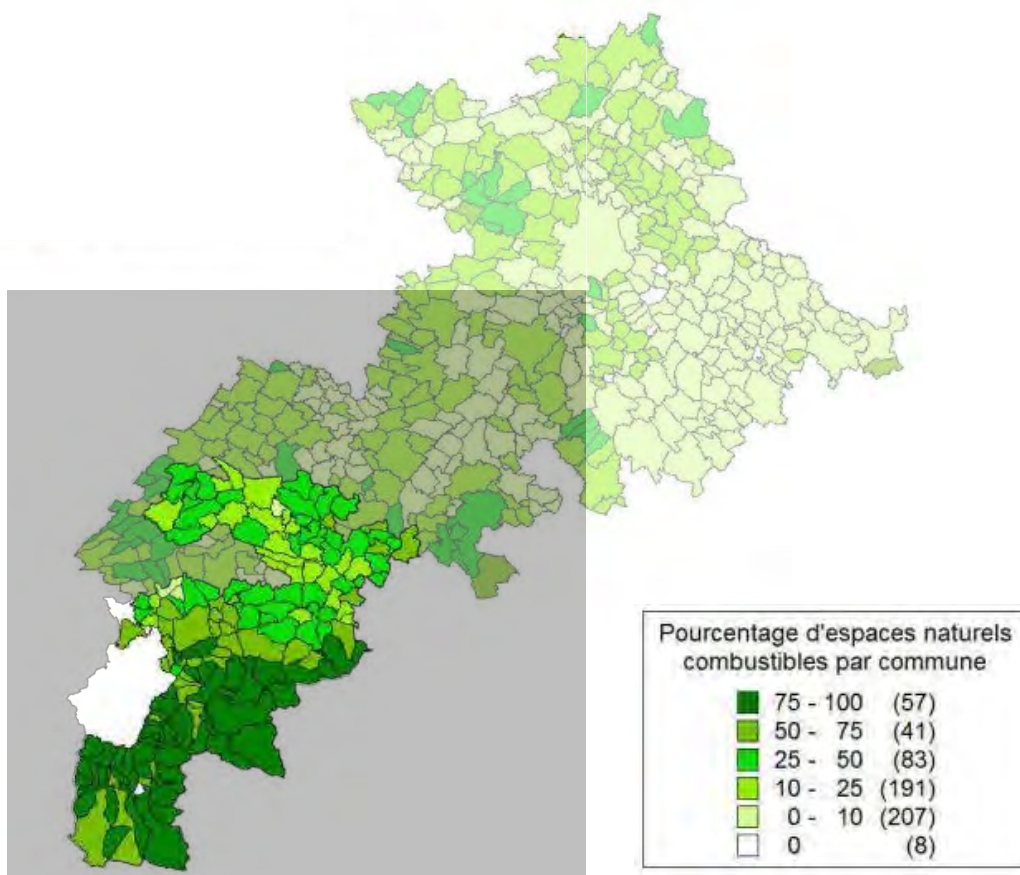 Pourcentage d'espaces naturels
combustibles par commune
75 - 100 (57)
50 - 75 (41)
25 - 50 (83)
10 - 25 (191)
0 - 10 (207)
0 (8)